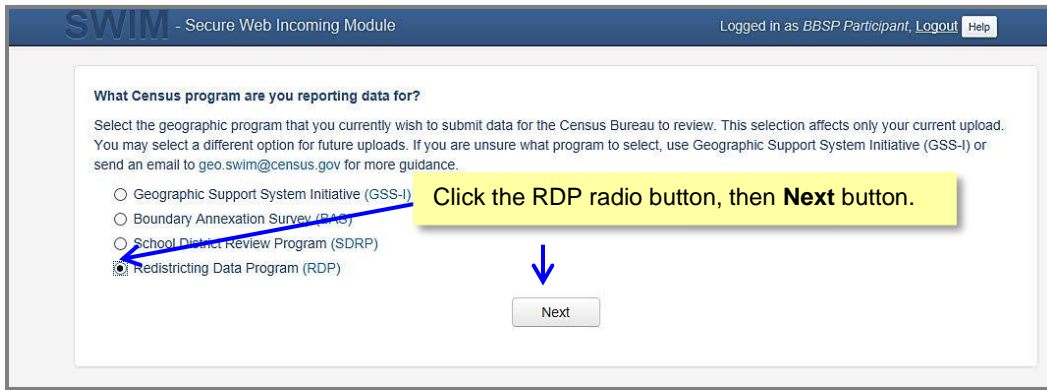 SWIM - Secure Web Incoming Module Logged in as BBSP Participant, Logout Help
What Census program are you reporting data for?
Select the geographic program that you currently wish to submit data for the Census Bureau to review. This selection affects only your current upload.
You may select a different option for future uploads. If you are unsure what program to select, use Geographic Support System Initiative (GSS-I) or
send an email to geo.swim@census.gov for more guidance.
Geographic Support System Initiative (GSS-I)
Click the RDP radio button, then Next button.
Boundary Annexation Survey (BAS)
School District Review Program (SDRP)
Redistricting Data Program (RDP)
Next